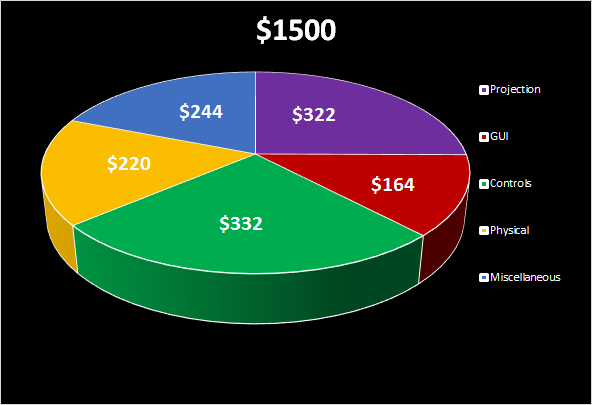 $1500
$244
$322
$220
$164
$332
Projection
GUI
Controls
Physical
Miscellaneous